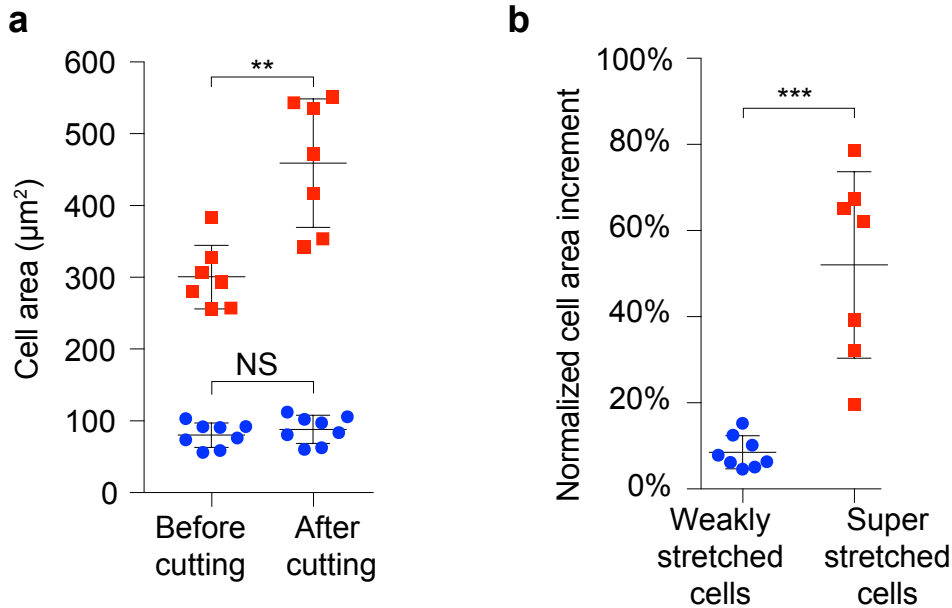 a
Cell area (µm²)
600
500
400
300
200
100
0
**
NS
Before
cutting
After
cutting
b
Normalized cell area increment
100%
80%
60%
40%
20%
0%
***
Weakly
stretched
cells
Super
stretched
cells